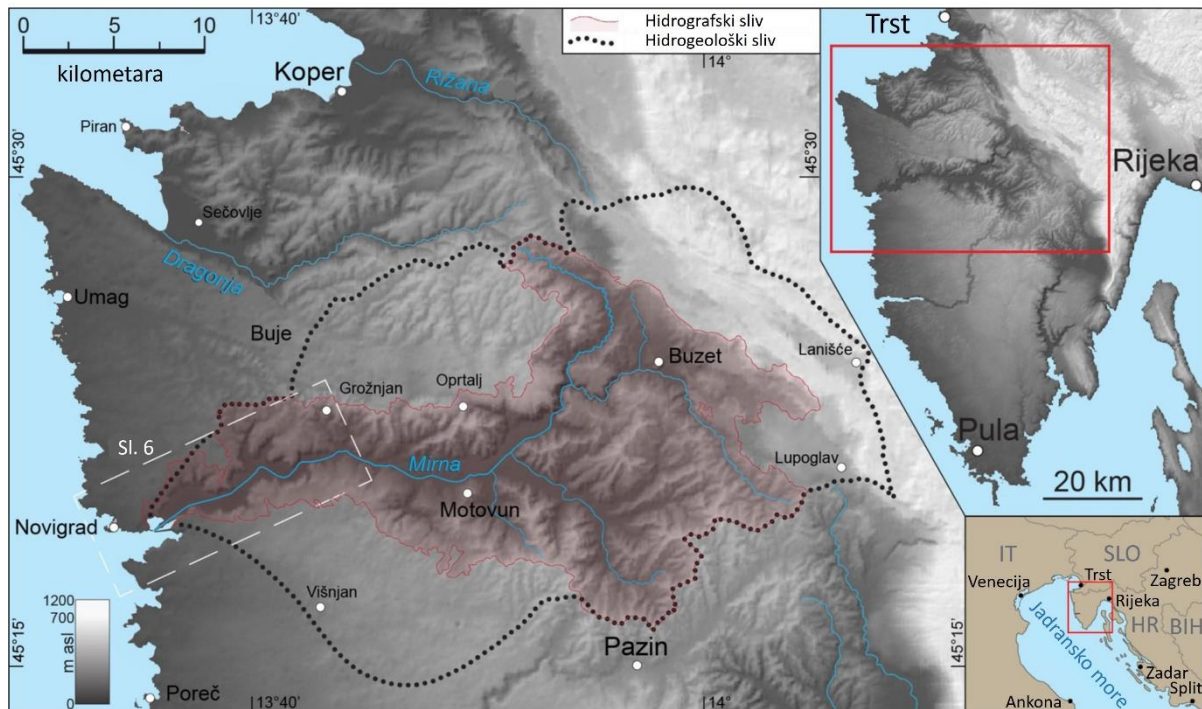 0 5 10
kilometara
13°40'
Hidrografski sliv
Hidrogeološki sliv
14°
Trst
Koper
Rižana
Piran
45°30'
45°30'
Rijeka
Sečovlje
Dragonja
Umag
Buje
Buzet
Lanišće
Grožnjan
Oprtalj
Sl. 6
Mirna
Lupoglav
Pula
Motovun
20 km
Novigrad
Višnjan
IT
SLO
Trst
Venecija
Zagreb
Rijeka
HR
BIH
Jadransko more
1200
700
0
m asl
45°15'
45°15'
Pazin
Zadar
Split
Ankona
Poreč
13°40'
14°